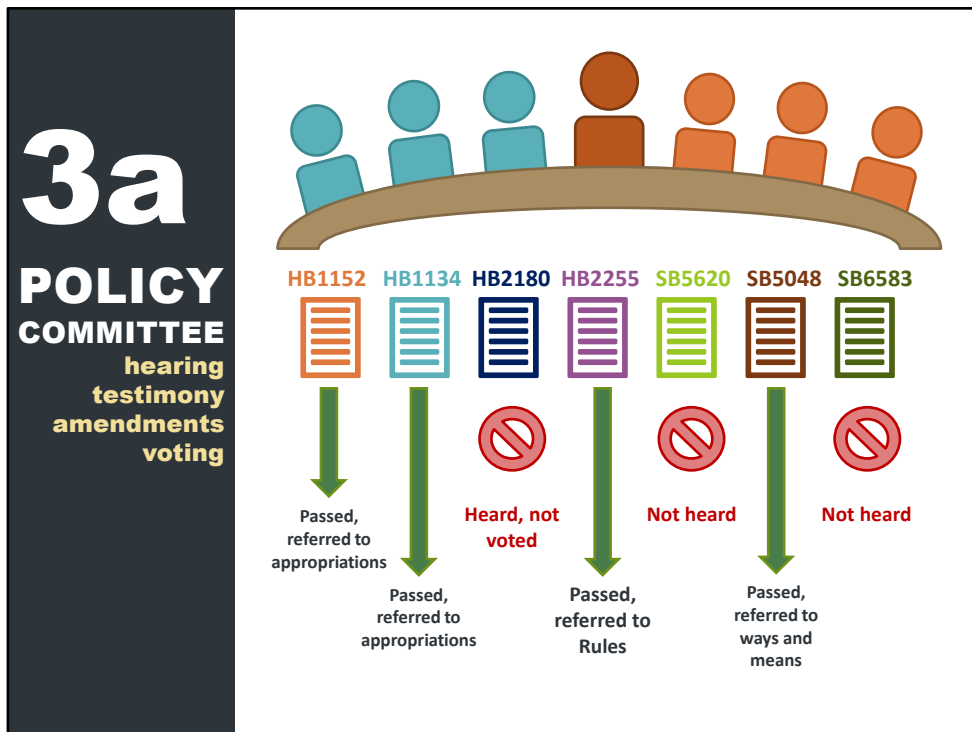 3a
POLICY
COMMITTEE
hearing
testimony
amendments
voting
HB1152 HB1134 HB2180 HB2255 SB5620 SB5048 SB6583
Passed,
referred to
appropriations
Passed,
referred to
appropriations
Heard, not
voted
Passed,
referred to
Rules
Not heard
Passed,
referred to
ways and
means
Not heard